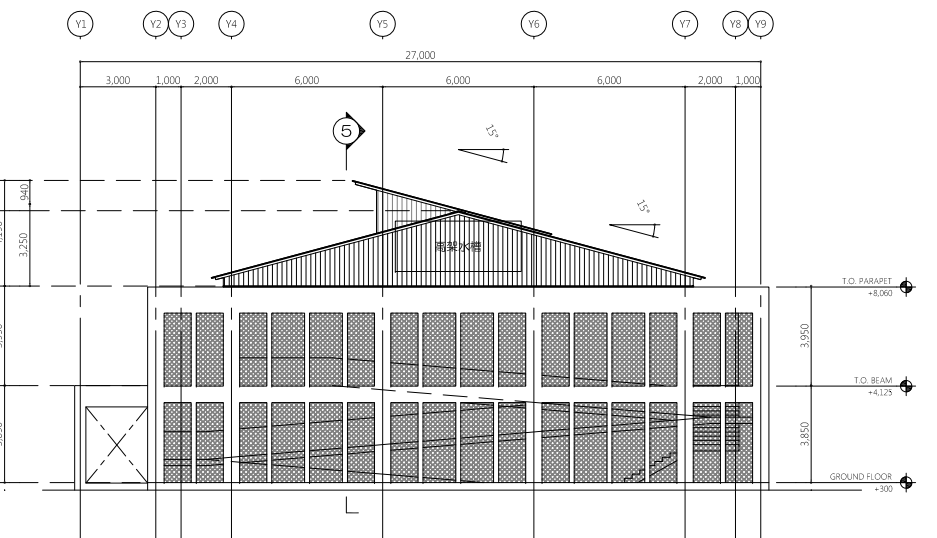 Y1 Y2 Y3 Y4 Y5 Y6 Y7 Y8 Y9
27,000
3,000 1,000 2,000 6,000 6,000 6,000 2,000 1,000
5
15°
940
15°
3,250
高架水槽
T.O. PARAPET
+8,060
3,950
T.O. BEAM
+4,125
3,850
GROUND FLOOR
+300